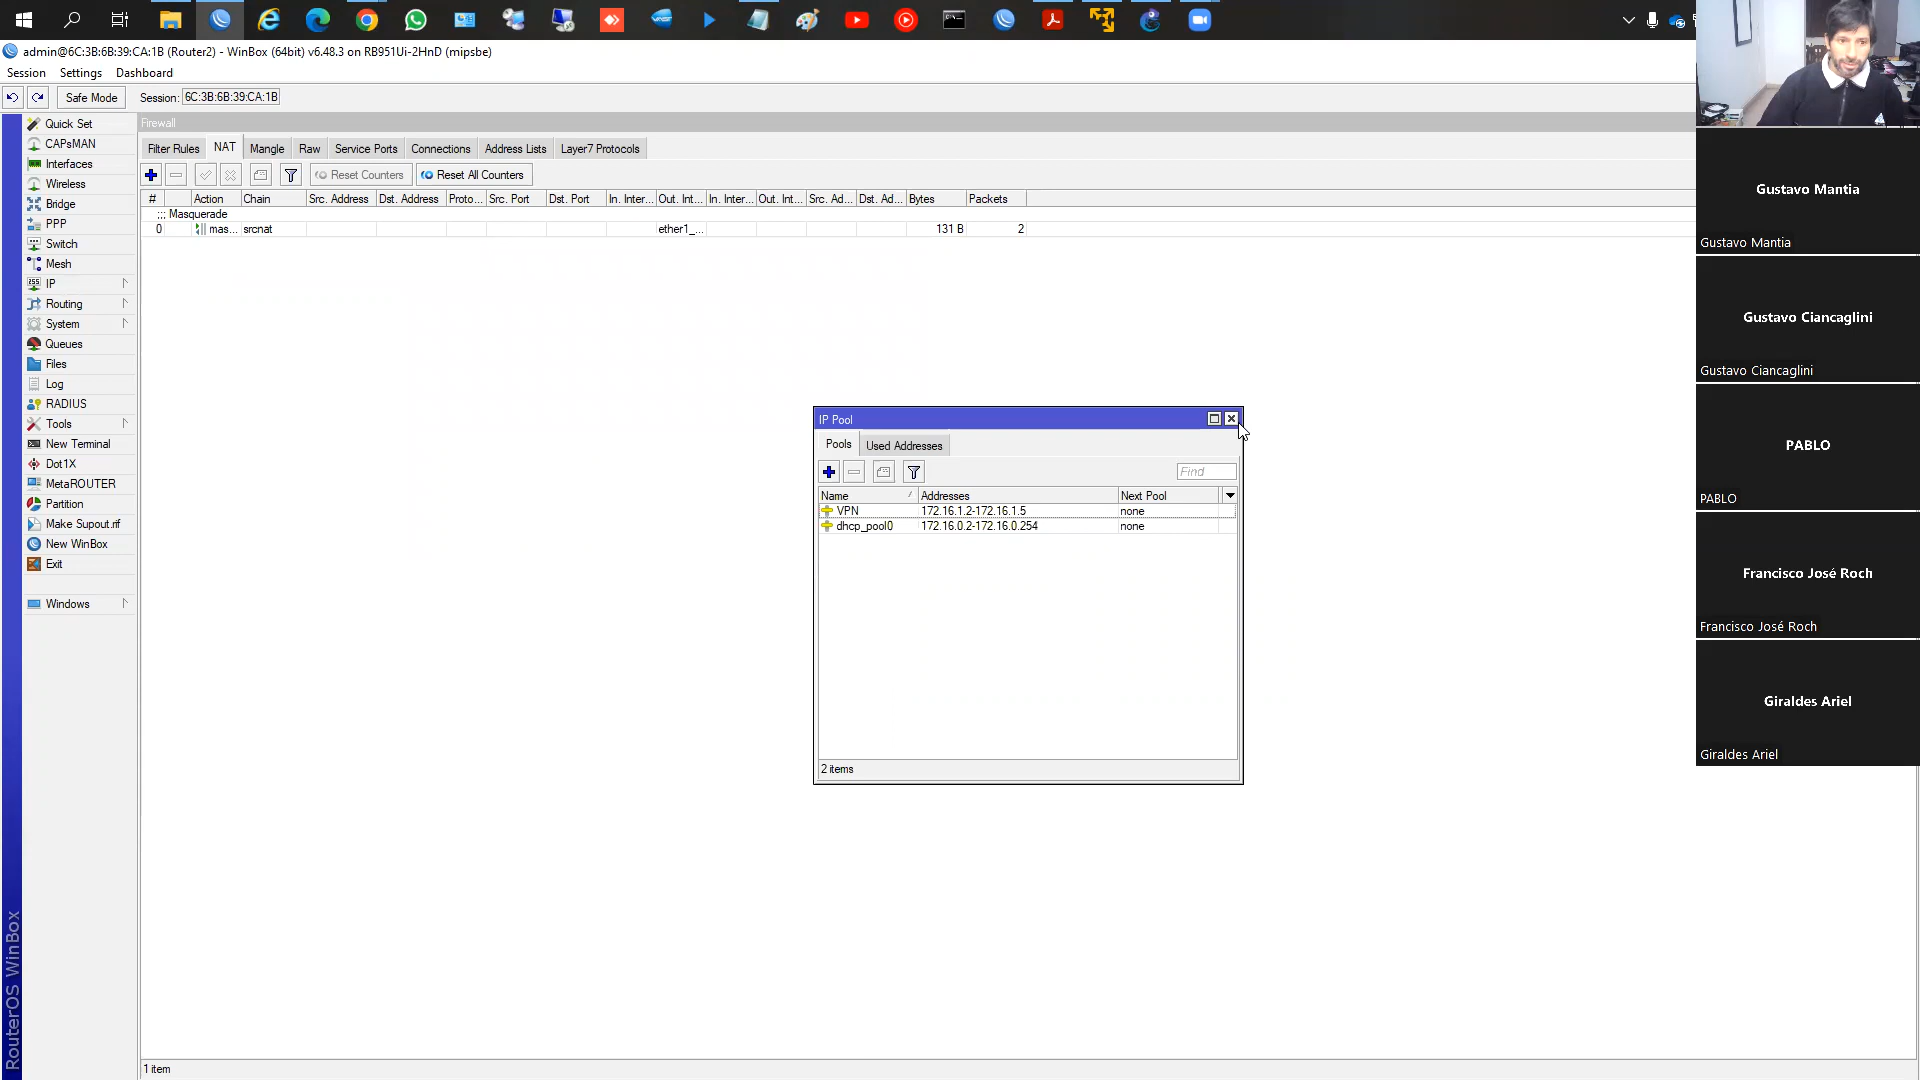 admin@6C:3B:6B:39:CA:1B (Router2) - WinBox (64bit) v6.48.3 on RB951Ui-2HnD (mipsbe)
Session Settings Dashboard
Safe Mode Session: 6C:3B:6B:39:CA:1B
Quick Set
CAPsMAN
Interfaces
Wireless
Bridge
PPP
Switch
Mesh
IP
Routing
System
Queues
Files
Log
RADIUS
Tools
New Terminal
Dot1X
MetaROUTER
Partition
Make Supout.rif
New WinBox
Exit
Windows
RouterOS WinBox
Firewall
Filter Rules NAT Mangle Raw Service Ports Connections Address Lists Layer7 Protocols
Reset Counters Reset All Counters
# Action Chain Src. Address Dst. Address Proto... Src. Port Dst. Port In. Inter... Out. Int... In. Inter... Out. Int... Src. Ad... Dst. Ad... Bytes Packets
;;; Masquerade
0 mas... srcnat ether1_... 131 B 2
IP Pool
Pools Used Addresses
Find
Name Addresses Next Pool
VPN 172.16.1.2-172.16.1.5 none
dhcp_pool0 172.16.0.2-172.16.0.254 none
2 items
1 item
Gustavo Mantia
Gustavo Mantia
Gustavo Ciancaglini
Gustavo Ciancaglini
PABLO
PABLO
Francisco José Roch
Francisco José Roch
Giraldes Ariel
Giraldes Ariel